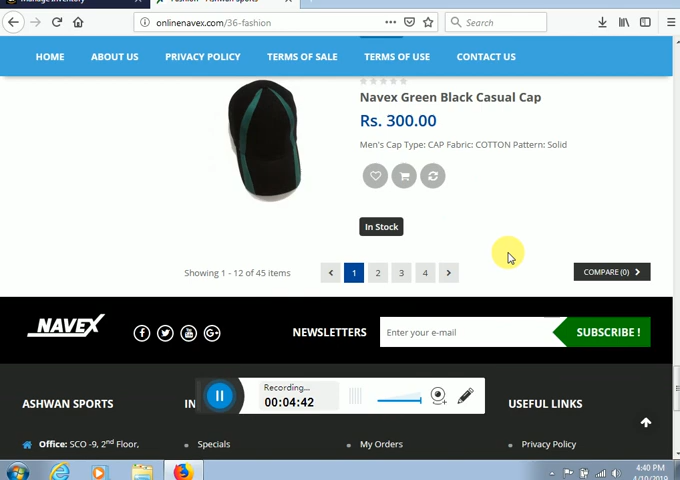 Manage Inventory
Fashion - Ashwan Sports
onlinenavex.com/36-fashion
Search
HOME
ABOUT US
PRIVACY POLICY
TERMS OF SALE
TERMS OF USE
CONTACT US
Navex Green Black Casual Cap
Rs. 300.00
Men's Cap Type: CAP Fabric: COTTON Pattern: Solid
In Stock
Showing 1 - 12 of 45 items
1
2
3
4
COMPARE (0)
NAVEX
NEWSLETTERS
Enter your e-mail
SUBSCRIBE !
Recording...
00:04:42
ASHWAN SPORTS
IN
USEFUL LINKS
Office: SCO -9, 2nd Floor,
Specials
My Orders
Privacy Policy
4:40 PM
4/10/2019